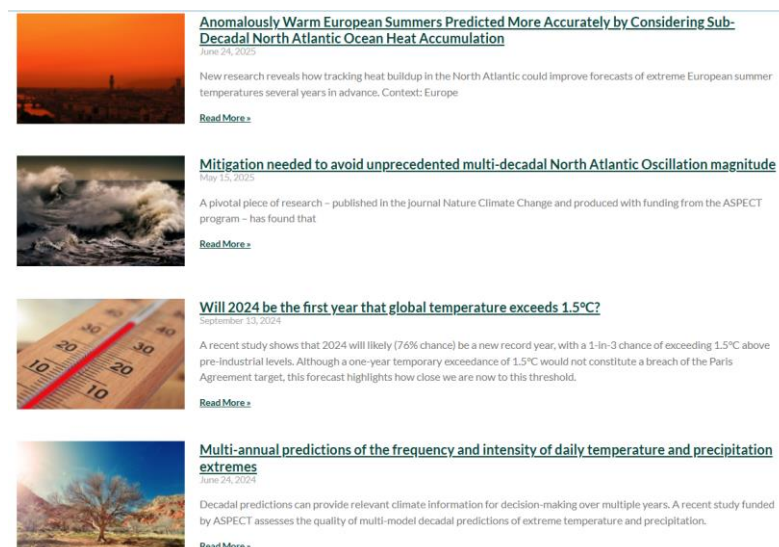 Anomalously Warm European Summers Predicted More Accurately by Considering Sub-
Decadal North Atlantic Ocean Heat Accumulation
June 24, 2025
New research reveals how tracking heat buildup in the North Atlantic could improve forecasts of extreme European summer
temperatures several years in advance. Context: Europe
Read More »
Mitigation needed to avoid unprecedented multi-decadal North Atlantic Oscillation magnitude
May 15, 2025
A pivotal piece of research – published in the journal Nature Climate Change and produced with funding from the ASPECT
program – has found that
Read More »
Will 2024 be the first year that global temperature exceeds 1.5°C?
September 13, 2024
A recent study shows that 2024 will likely (76% chance) be a new record year, with a 1-in-3 chance of exceeding 1.5°C above
pre-industrial levels. Although a one-year temporary exceedance of 1.5°C would not constitute a breach of the Paris
Agreement target, this forecast highlights how close we are now to this threshold.
Read More »
30
40
20
30
10
20
10
Multi-annual predictions of the frequency and intensity of daily temperature and precipitation
extremes
June 24, 2024
Decadal predictions can provide relevant climate information for decision-making over multiple years. A recent study funded
by ASPECT assesses the quality of multi-model decadal predictions of extreme temperature and precipitation.
Read More »